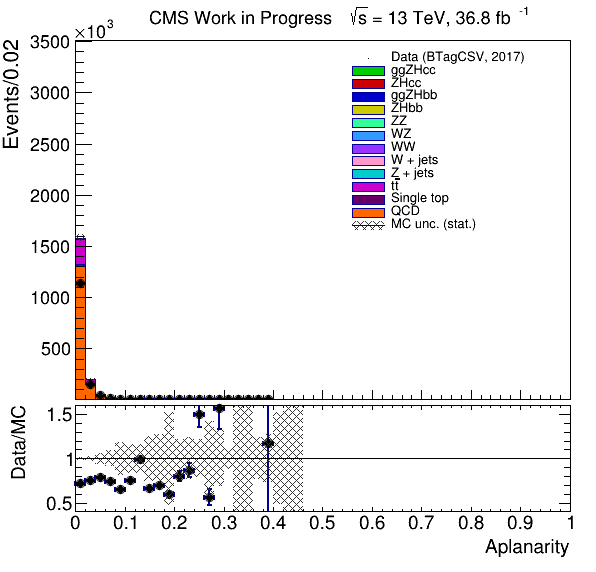 CMS Work in Progress √s = 13 TeV, 36.8 fb⁻¹
×10³
Events/0.02
3500
3000
2500
2000
1500
1000
500
Data (BTagCSV, 2017)
ggZHcc
ZHcc
ggZHbb
ZHbb
ZZ
WZ
WW
W + jets
Z + jets
tt̅
Single top
QCD
MC unc. (stat.)
Data/MC
1.5
1
0.5
0 0.1 0.2 0.3 0.4 0.5 0.6 0.7 0.8 0.9 1
Aplanarity